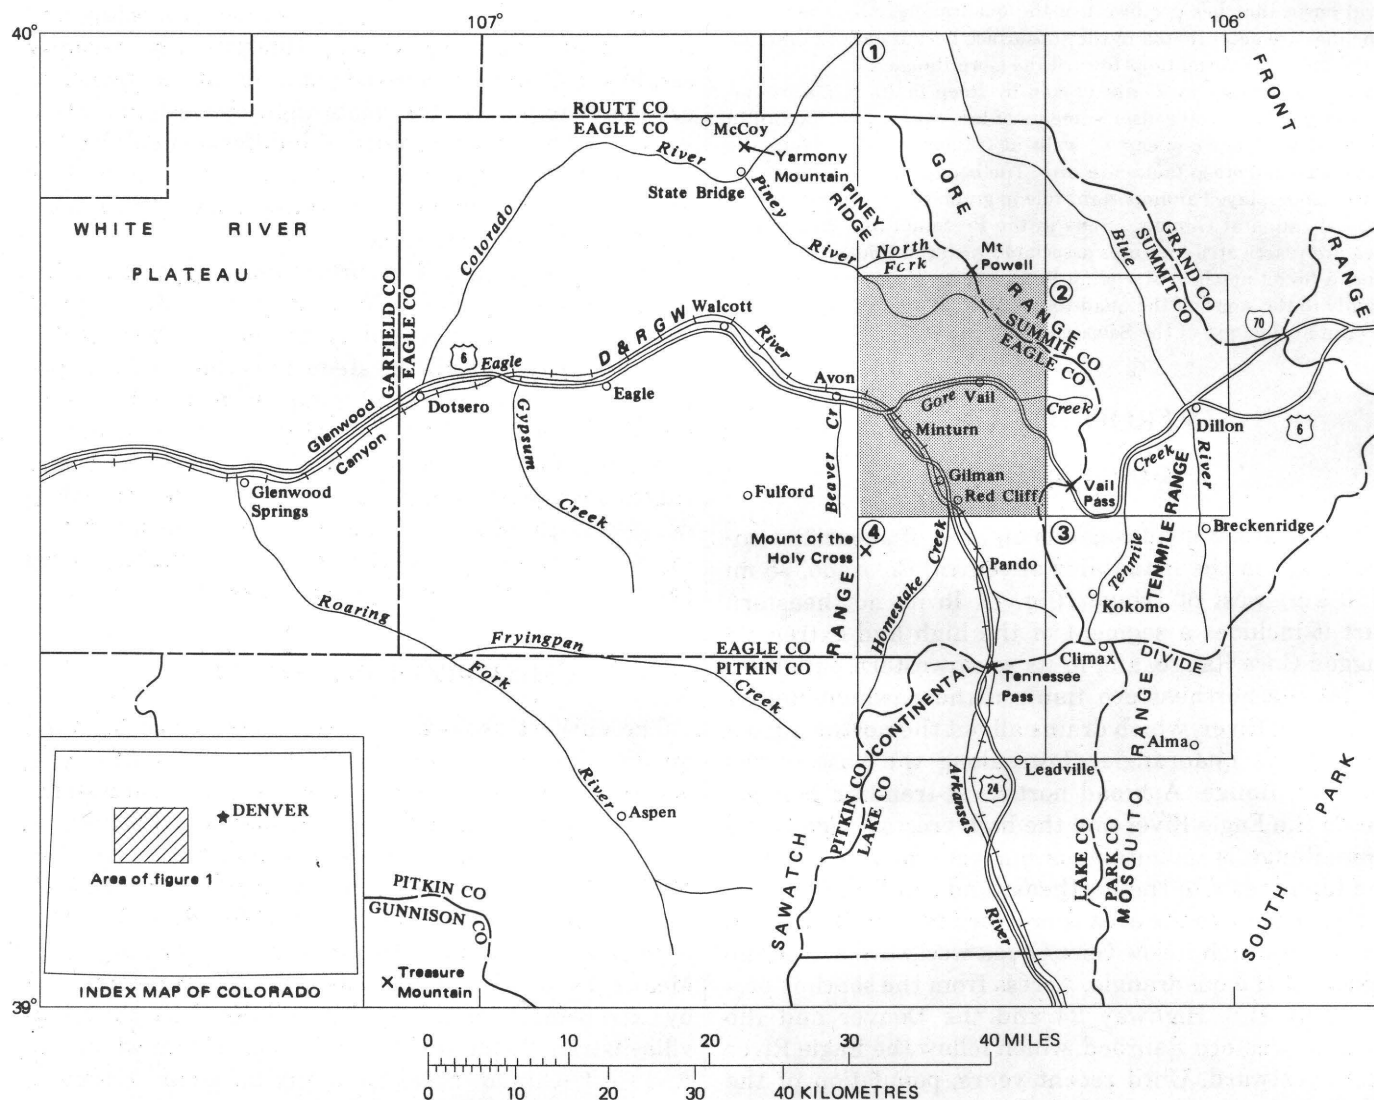 107°
106°
40°
①
FRONT
ROUTT CO
EAGLE CO
McCoy
River
Yarmony
Mountain
GORE
State Bridge
Piney
PINEY
RIDGE
WHITE RIVER
PLATEAU
Colorado
River
North
Fork
Mt
Powell
Blue
GRAND CO
SUMMIT CO
RANGE
GARFIELD CO
EAGLE CO
②
RANGE
SUMMIT CO
EAGLE CO
70
Walcott
D & R G W
River
6
Eagle
Avon
Gore
Vail
Creek
Glenwood
Canyon
Dotsero
Eagle
Gypsum
Creek
Beaver Cr
Minturn
Dillon
6
River
Creek
Glenwood
Springs
Fulford
Gilman
Red Cliff
Vail
Pass
④
③
Breckenridge
Mount of the
Holy Cross
Homestake Creek
Pando
Tenmile
TENMILE RANGE
Kokomo
Roaring
Fork
River
Fryingpan
Creek
EAGLE CO
PITKIN CO
RANGE
CONTINENTAL
DIVIDE
Climax
Tennessee
Pass
RANGE
Alma
Leadville
Arkansas
River
24
PITKIN CO
LAKE CO
LAKE CO
PARK CO
MOSQUITO
SAWATCH
SOUTH PARK
Aspen
DENVER
Area of figure 1
INDEX MAP OF COLORADO
PITKIN CO
GUNNISON CO
Treasure
Mountain
39°
0 10 20 30 40 MILES
0 10 20 30 40 KILOMETRES